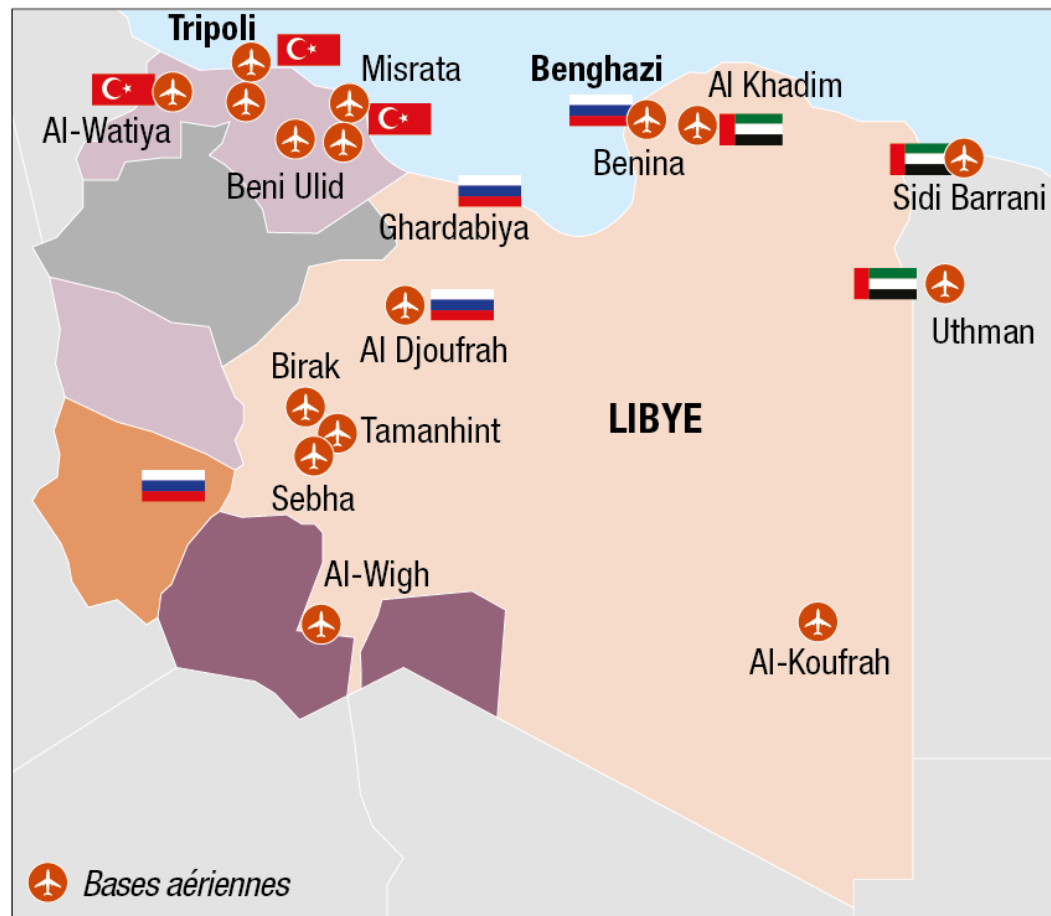 Tripoli
Misrata
Benghazi
Al Khadim
Al-Watiya
Beni Ulid
Benina
Sidi Barrani
Ghardabiya
Uthman
Al Djoufrah
Birak
Tamanhint
LIBYE
Sebha
Al-Wigh
Al-Koufrah
Bases aériennes